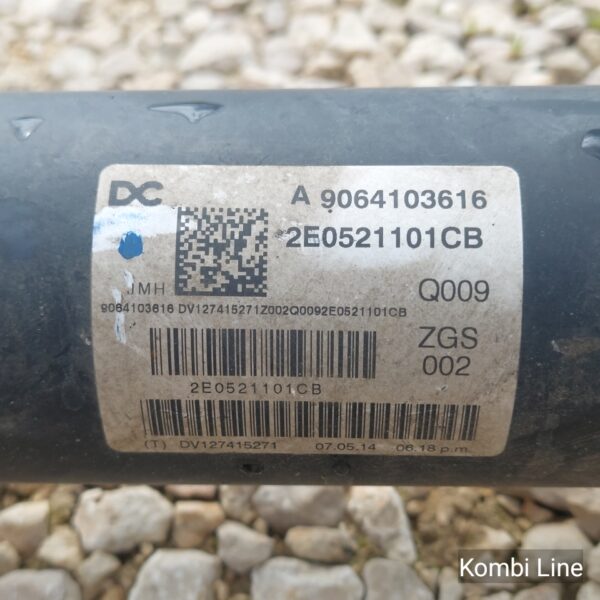 DC
A 9064103616
2E0521101CB
JMH
Q009
9064103616 DV127415271Z002Q0092E0521101CB
ZGS
002
2E0521101CB
(T) DV127415271 07.05.14 06.18 p.m.
Kombi Line